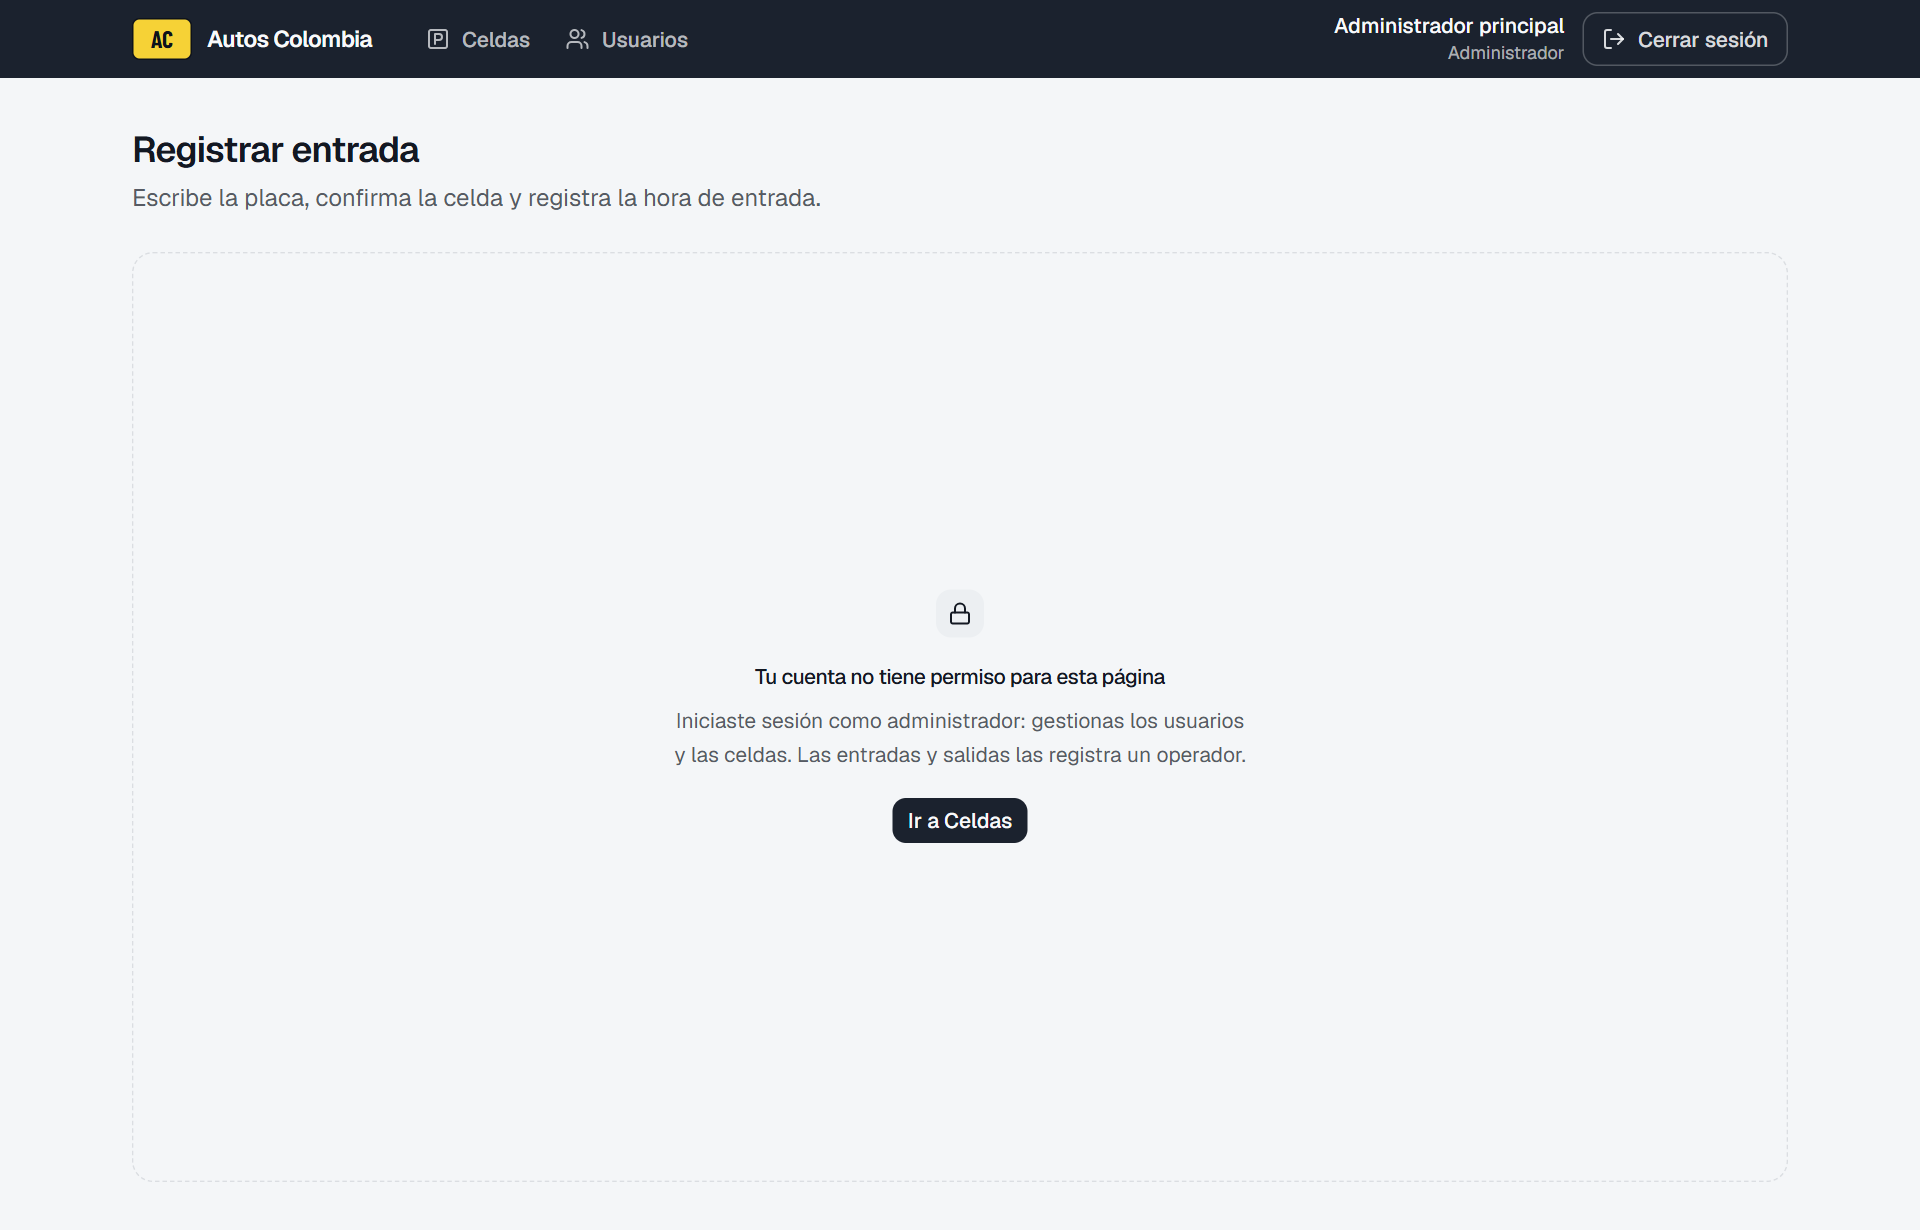 AC Autos Colombia Celdas Usuarios Administrador principal
Administrador
Cerrar sesión
Registrar entrada
Escribe la placa, confirma la celda y registra la hora de entrada.
Tu cuenta no tiene permiso para esta página
Iniciaste sesión como administrador: gestionas los usuarios
y las celdas. Las entradas y salidas las registra un operador.
Ir a Celdas